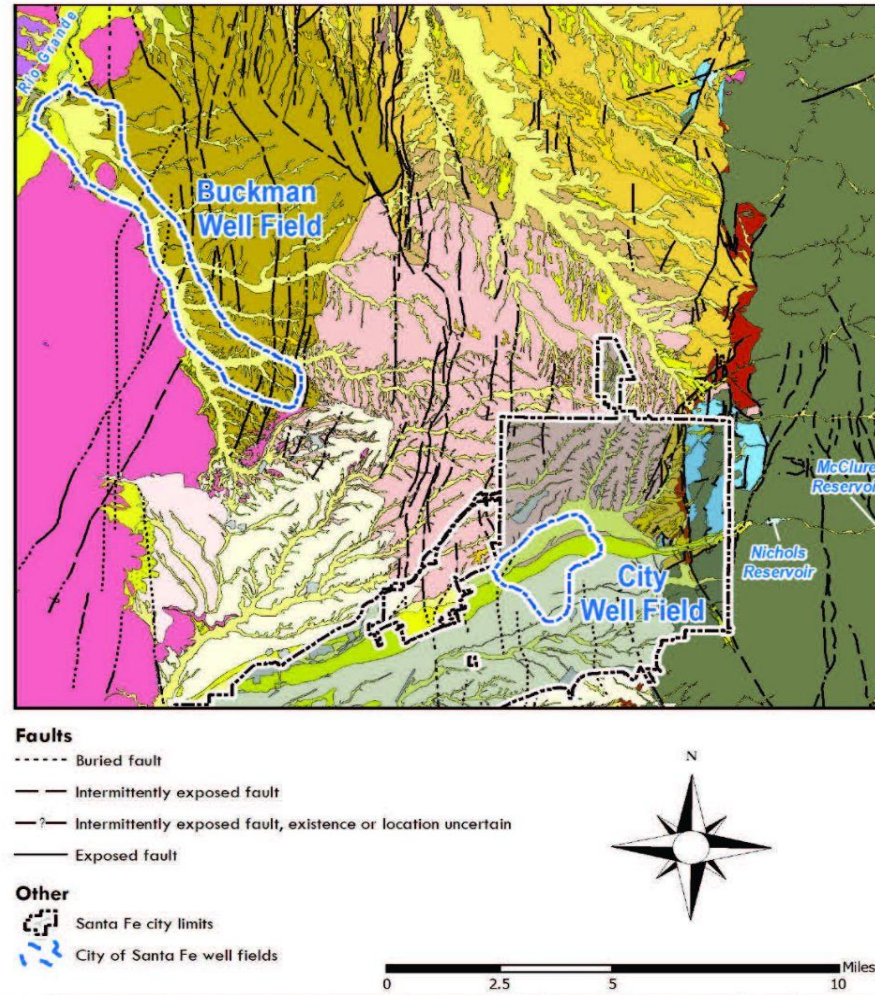 Rio Grande
Buckman
Well Field
McClure
Reservoir
Nichols
Reservoir
City
Well Field
Faults
Buried fault
Intermittently exposed fault
?
Intermittently exposed fault, existence or location uncertain
Exposed fault
Other
Santa Fe city limits
City of Santa Fe well fields
N
Miles
0 2.5 5 10